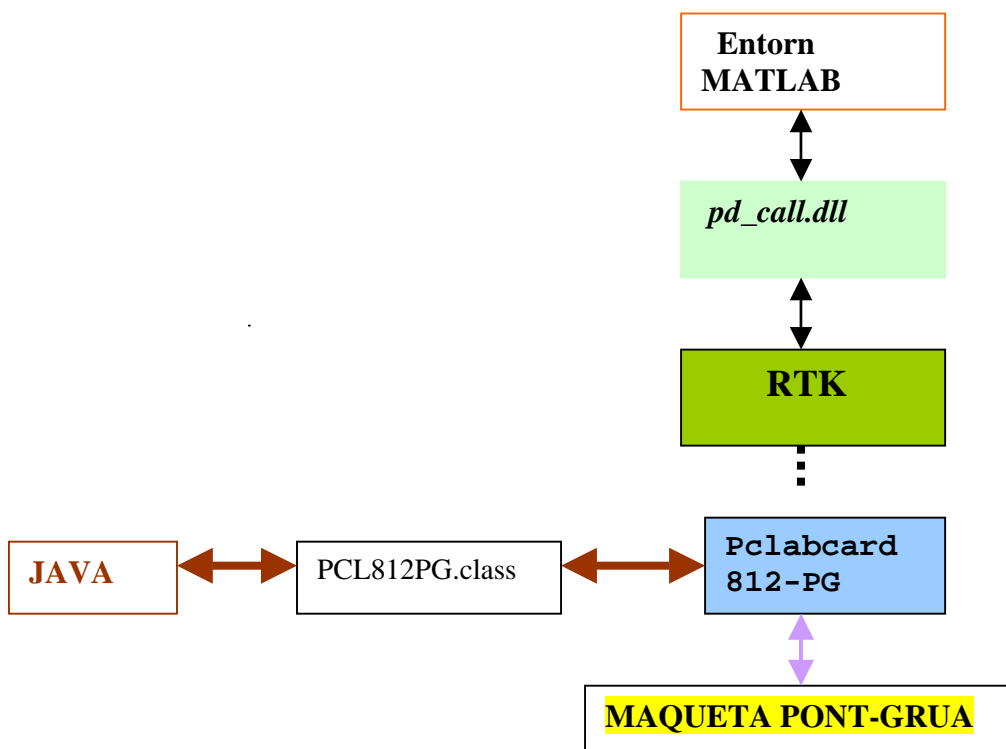 Entorn
MATLAB
pd_call.dll
RTK
JAVA
PCL812PG.class
Pclabcard
812-PG
MAQUETA PONT-GRUA